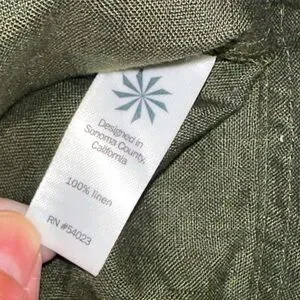 Designed in
Sonoma County,
California
100% linen
RN #54023